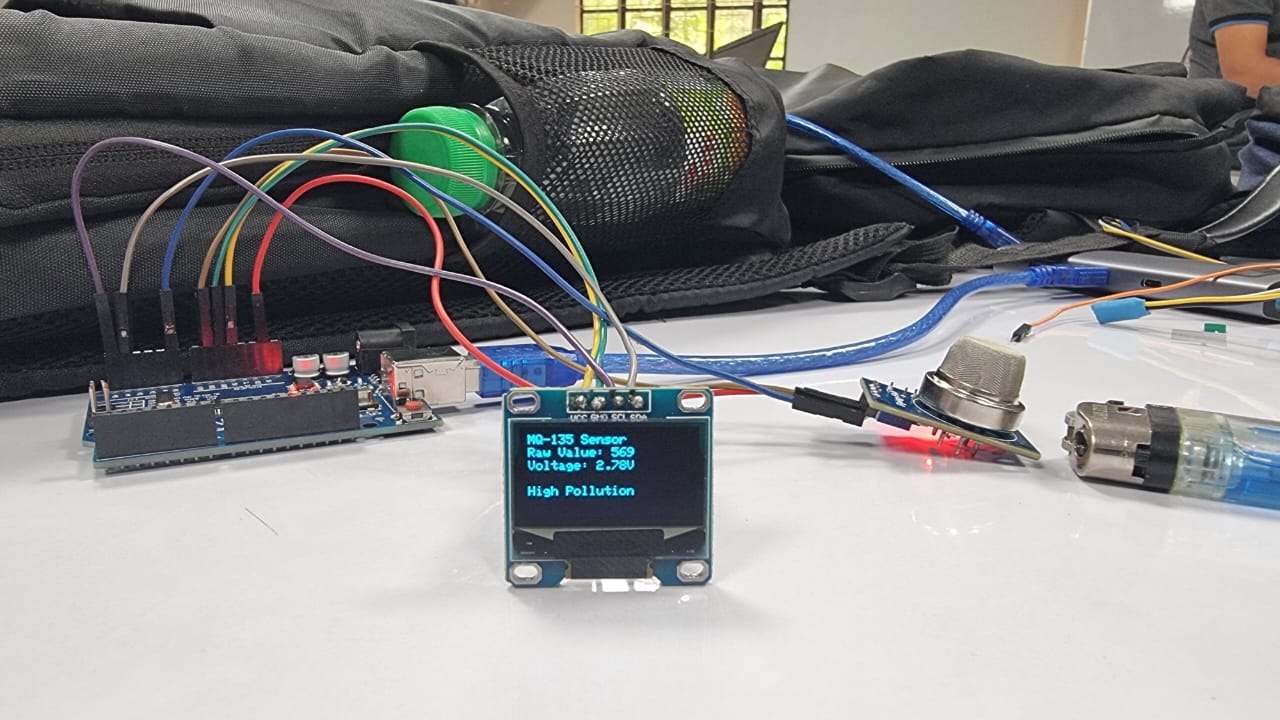 VCC GND SCL SDA
MQ-135 Sensor
Raw Value: 569
Voltage: 2.78V
High Pollution